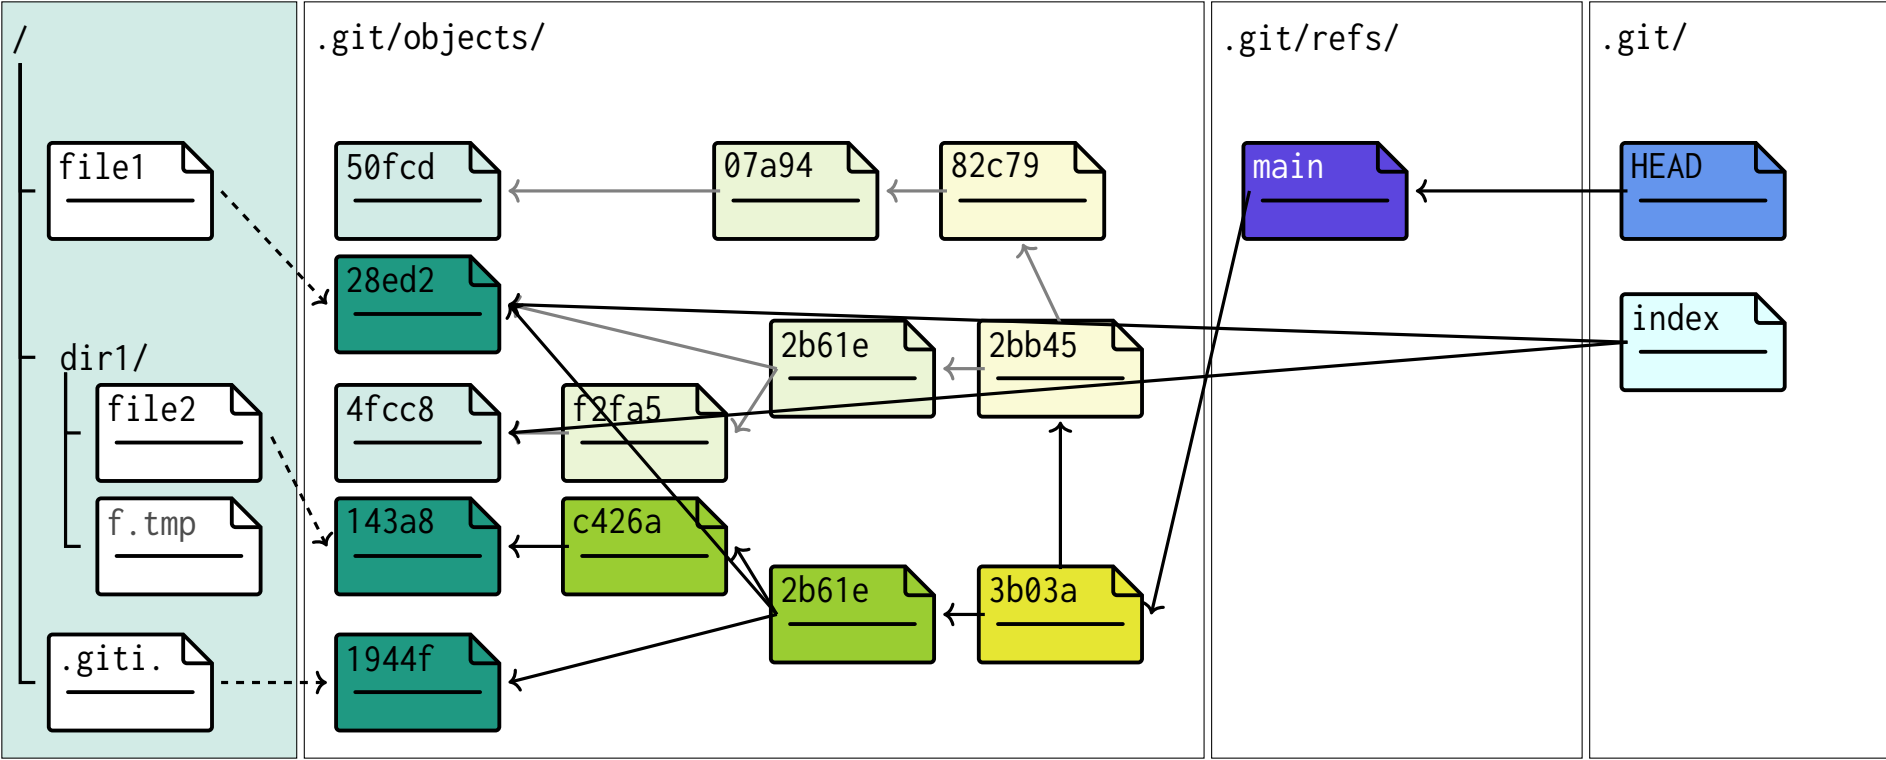 /
.git/objects/
.git/refs/
.git/
file1
50fcd
07a94
82c79
main
HEAD
28ed2
index
dir1/
2b61e
2bb45
file2
4fcc8
f2fa5
f.tmp
143a8
c426a
2b61e
3b03a
.giti.
1944f